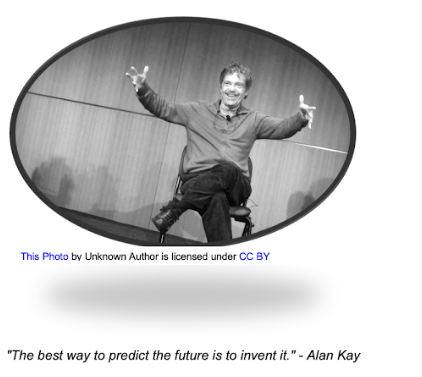 This Photo by Unknown Author is licensed under CC BY
"The best way to predict the future is to invent it." - Alan Kay